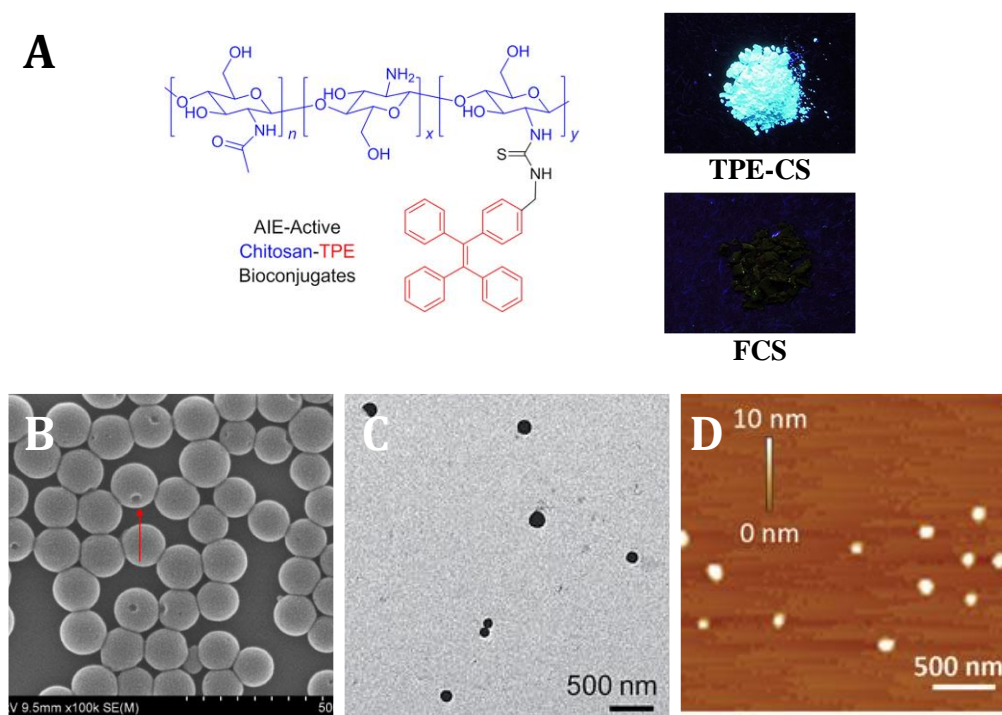 A
OH
NH₂
OH
O
HO
NH
n
O
HO
O
x
OH
O
HO
NH
y
O
S
NH
AIE-Active
Chitosan-TPE
Bioconjugates
TPE-CS
FCS
B
V 9.5mm x100k SE(M) 50
C
500 nm
D
10 nm
0 nm
500 nm